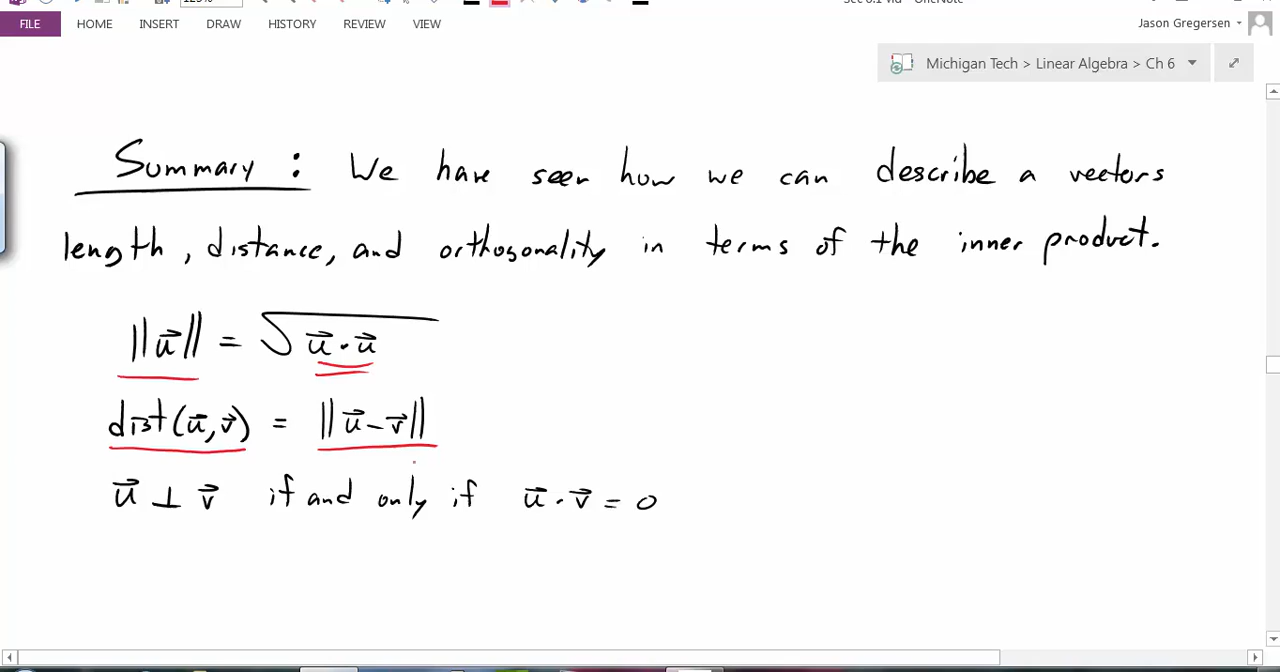 FILE HOME INSERT DRAW HISTORY REVIEW VIEW
Jason Gregersen
Michigan Tech > Linear Algebra > Ch 6
Summary : We have seen how we can describe a vectors
length, distance, and orthogonality in terms of the inner product.
||u⃗|| = √(u⃗·u⃗)
dist(u⃗,v⃗) = ||u⃗-v⃗||
u⃗ ⊥ v⃗ if and only if u⃗·v⃗ = 0